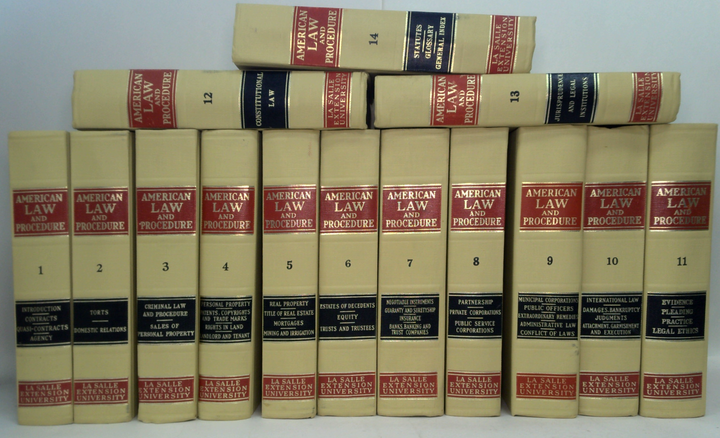 AMERICAN
LAW
AND
PROCEDURE
14
STATUTES
GLOSSARY
GENERAL INDEX
LA SALLE
EXTENSION
UNIVERSITY
AMERICAN
LAW
AND
PROCEDURE
12
CONSTITUTIONAL
LAW
LA SALLE
EXTENSION
UNIVERSITY
AMERICAN
LAW
AND
PROCEDURE
13
JURISPRUDENCE
AND LEGAL
INSTITUTIONS
LA SALLE
EXTENSION
UNIVERSITY
AMERICAN
LAW
AND
PROCEDURE
1
INTRODUCTION
CONTRACTS
QUASI-CONTRACTS
AGENCY
LA SALLE
EXTENSION
UNIVERSITY
AMERICAN
LAW
AND
PROCEDURE
2
TORTS
DOMESTIC RELATIONS
LA SALLE
EXTENSION
UNIVERSITY
AMERICAN
LAW
AND
PROCEDURE
3
CRIMINAL LAW
AND PROCEDURE
SALES OF
PERSONAL PROPERTY
LA SALLE
EXTENSION
UNIVERSITY
AMERICAN
LAW
AND
PROCEDURE
4
PERSONAL PROPERTY
PATENTS, COPYRIGHTS
AND TRADE MARKS
RIGHTS IN LAND
LANDLORD AND TENANT
LA SALLE
EXTENSION
UNIVERSITY
AMERICAN
LAW
AND
PROCEDURE
5
REAL PROPERTY
TITLE OF REAL ESTATE
MORTGAGES
MINING AND IRRIGATION
LA SALLE
EXTENSION
UNIVERSITY
AMERICAN
LAW
AND
PROCEDURE
6
ESTATES OF DECEDENTS
EQUITY
TRUSTS AND TRUSTEES
LA SALLE
EXTENSION
UNIVERSITY
AMERICAN
LAW
AND
PROCEDURE
7
NEGOTIABLE INSTRUMENTS
GUARANTY AND SURETYSHIP
INSURANCE
BANKS, BANKING AND
TRUST COMPANIES
LA SALLE
EXTENSION
UNIVERSITY
AMERICAN
LAW
AND
PROCEDURE
8
PARTNERSHIP
PRIVATE CORPORATIONS
PUBLIC SERVICE
CORPORATIONS
LA SALLE
EXTENSION
UNIVERSITY
AMERICAN
LAW
AND
PROCEDURE
9
MUNICIPAL CORPORATIONS
PUBLIC OFFICERS
EXTRAORDINARY REMEDIES
ADMINISTRATIVE LAW
CONFLICT OF LAWS
LA SALLE
EXTENSION
UNIVERSITY
AMERICAN
LAW
AND
PROCEDURE
10
INTERNATIONAL LAW
DAMAGES, BANKRUPTCY
JUDGMENTS
ATTACHMENT, GARNISHMENT
AND EXECUTION
LA SALLE
EXTENSION
UNIVERSITY
AMERICAN
LAW
AND
PROCEDURE
11
EVIDENCE
PLEADING
PRACTICE
LEGAL ETHICS
LA SALLE
EXTENSION
UNIVERSITY